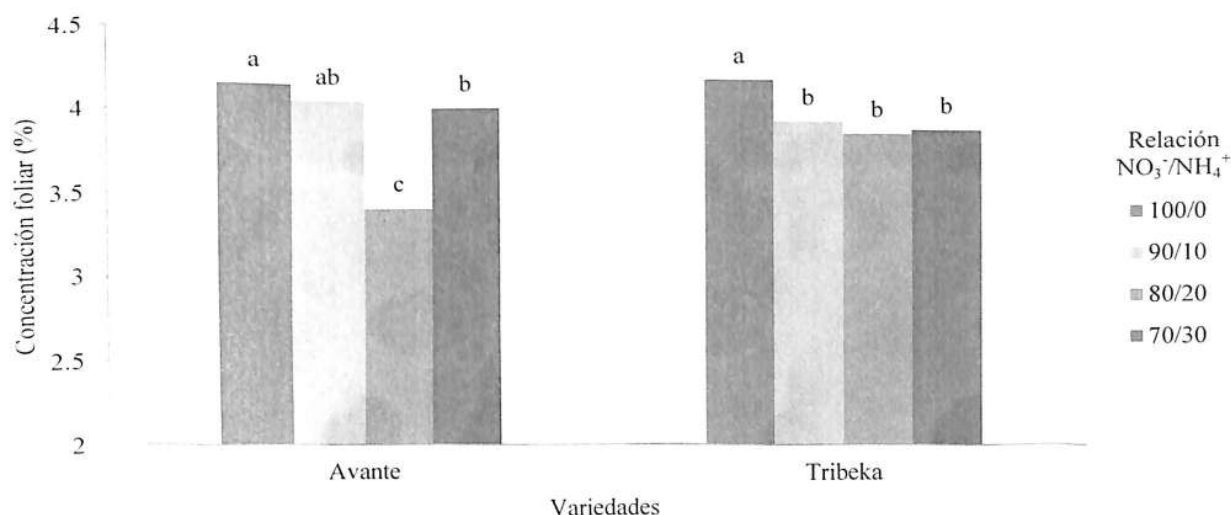 4.5
4
3.5
3
2.5
2
Concentración foliar (%)
a
ab
c
b
a
b
b
b
Avante
Tribeka
Variedades
Relación
NO₃⁻/NH₄⁺
100/0
90/10
80/20
70/30